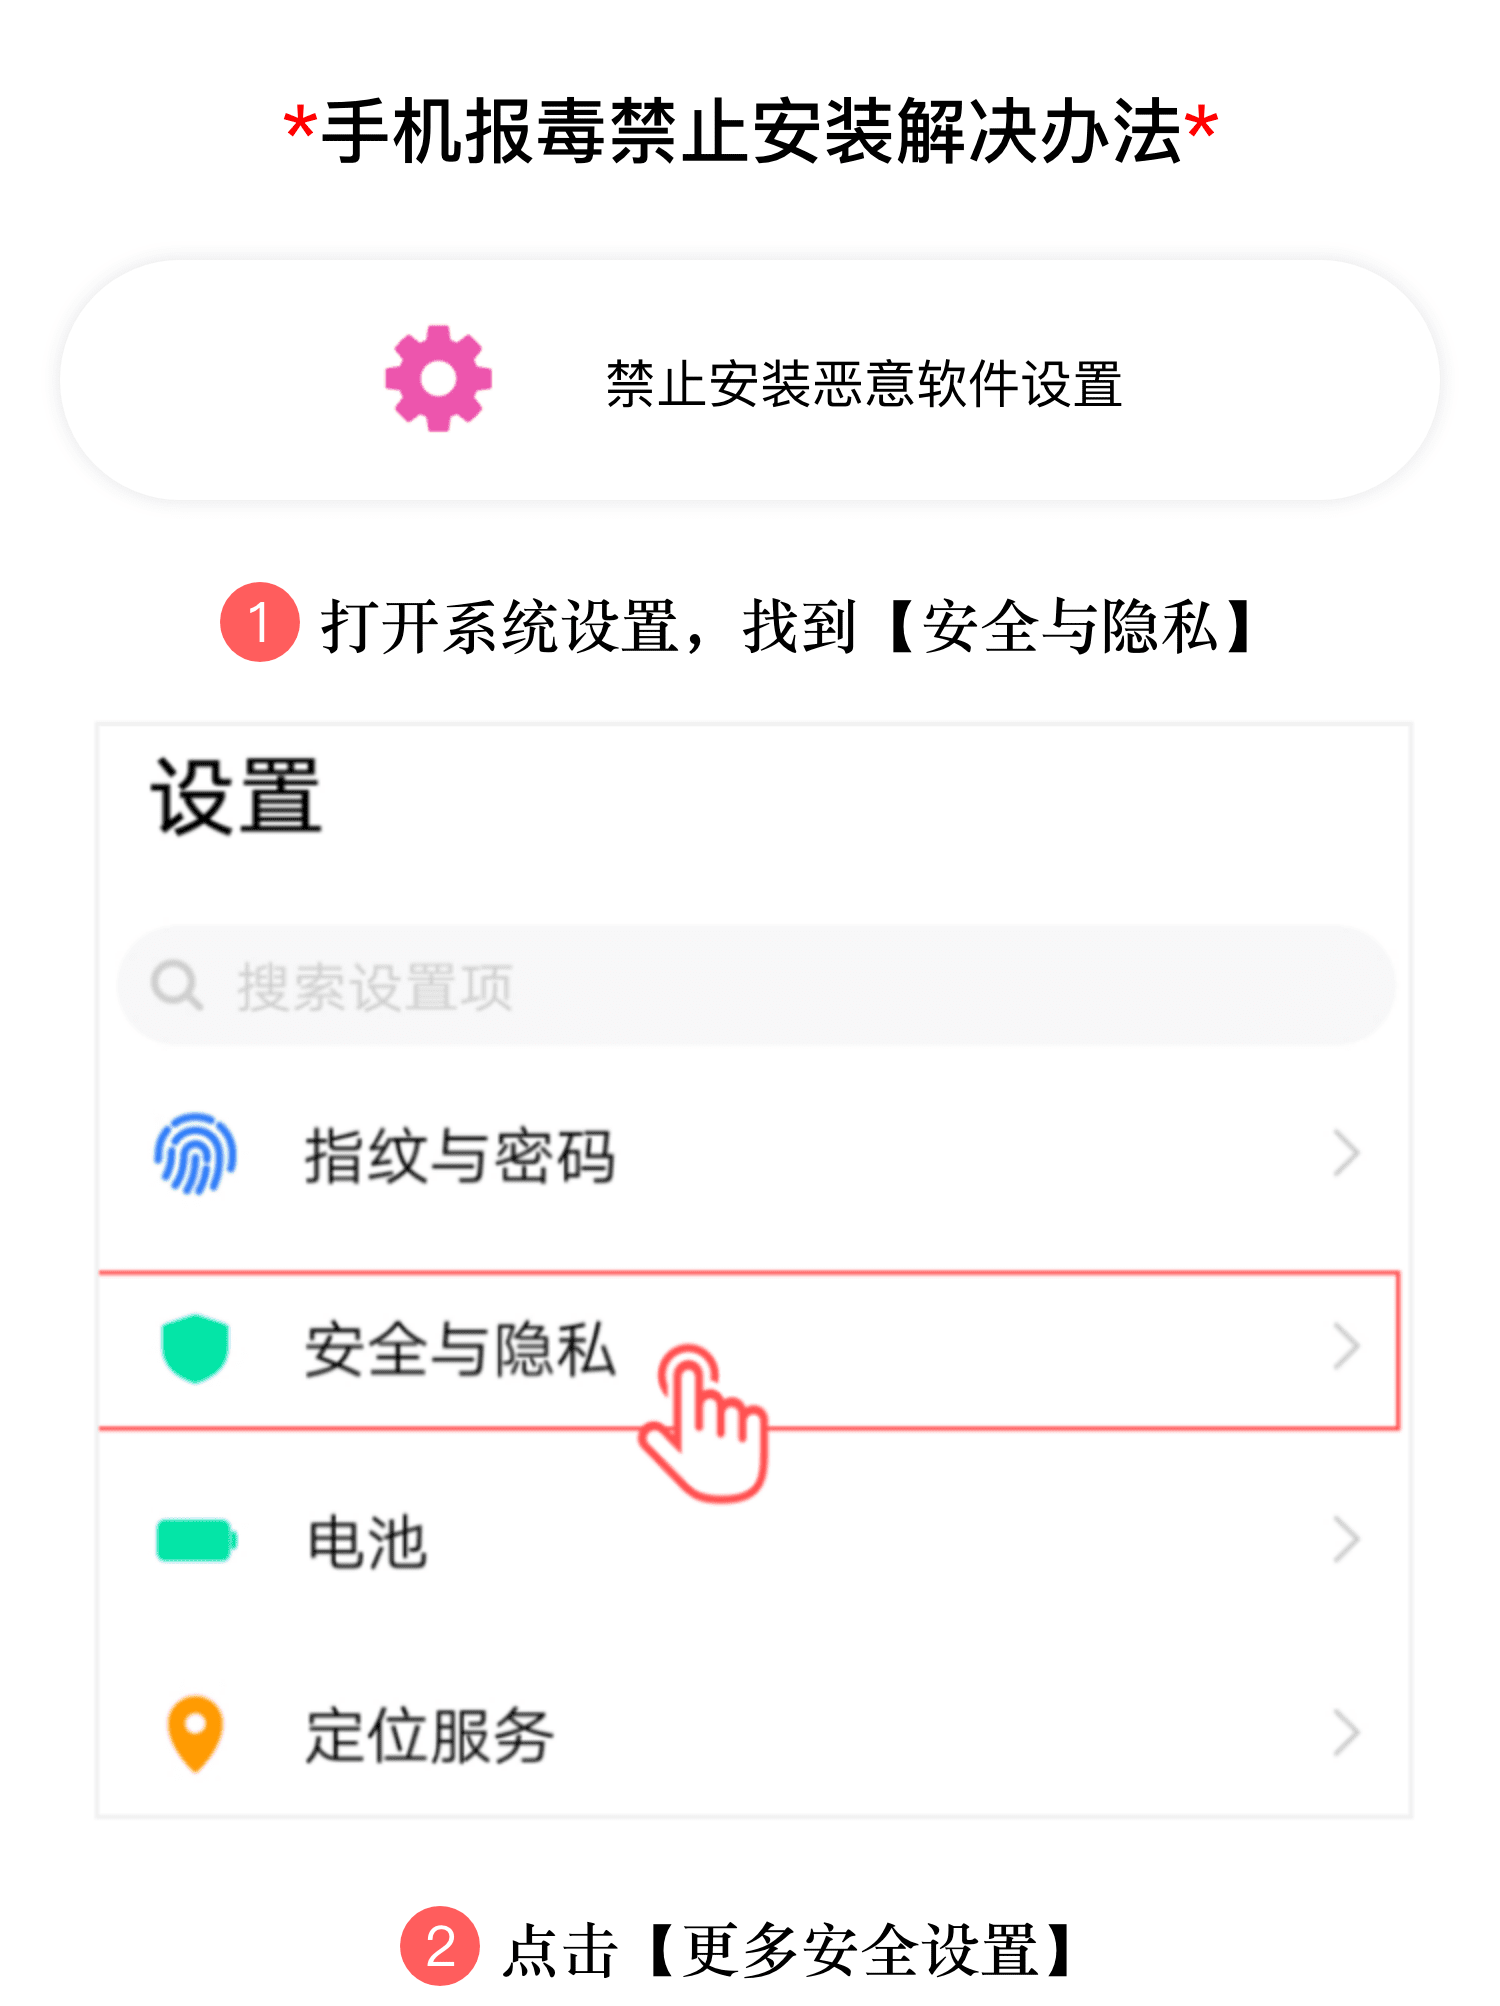 *手机报毒禁止安装解决办法*
禁止安装恶意软件设置
1 打开系统设置，找到【安全与隐私】
设置
搜索设置项
指纹与密码
安全与隐私
电池
定位服务
2 点击【更多安全设置】